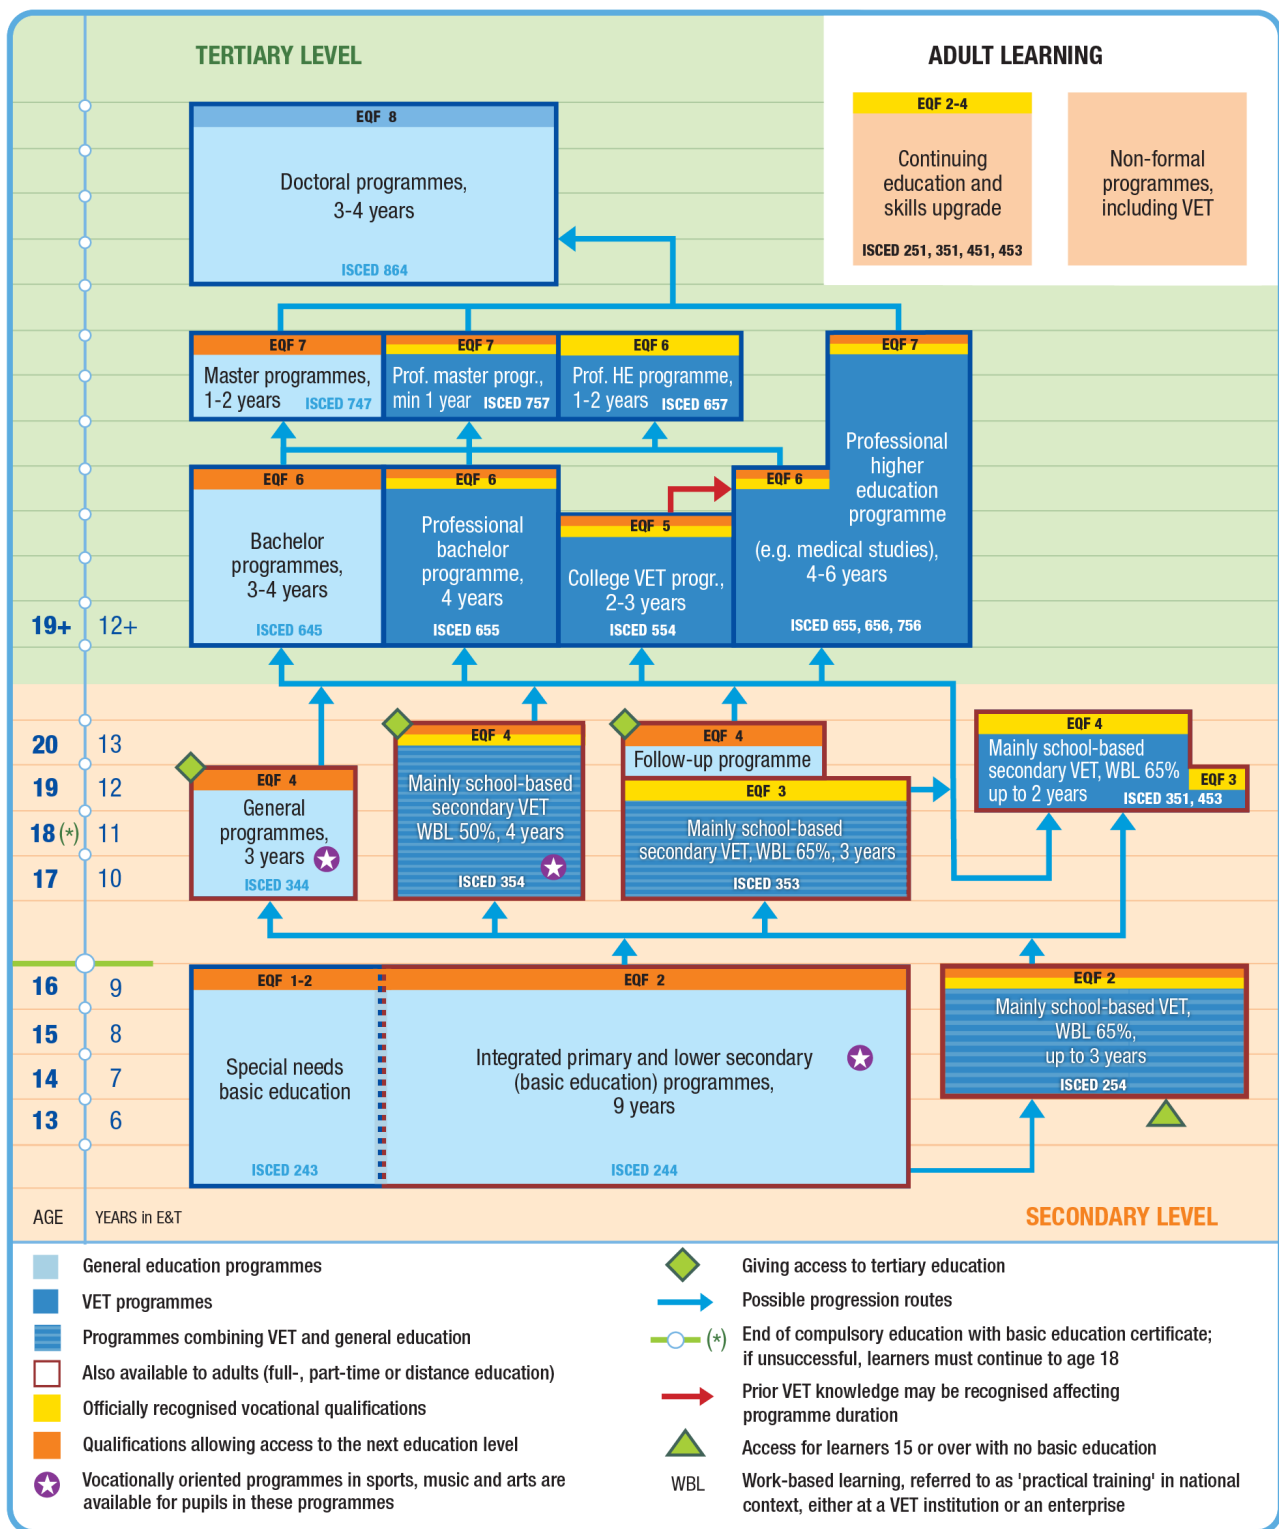 TERTIARY LEVEL
ADULT LEARNING
EQF 2-4
Continuing
education and
skills upgrade
ISCED 251, 351, 451, 453
Non-formal
programmes,
including VET
EQF 8
Doctoral programmes,
3-4 years
ISCED 864
EQF 7
Master programmes,
1-2 years ISCED 747
EQF 7
Prof. master progr.,
min 1 year ISCED 757
EQF 6
Prof. HE programme,
1-2 years ISCED 657
EQF 7
Professional
higher
education
programme
EQF 6
(e.g. medical studies),
4-6 years
ISCED 655, 656, 756
EQF 6
Bachelor
programmes,
3-4 years
ISCED 645
EQF 6
Professional
bachelor
programme,
4 years
ISCED 655
EQF 5
College VET progr.,
2-3 years
ISCED 554
19+ 12+
20 13
19 12
18 (*) 11
17 10
EQF 4
General
programmes,
3 years
ISCED 344
EQF 4
Mainly school-based
secondary VET
WBL 50%, 4 years
ISCED 354
EQF 4
Follow-up programme
EQF 3
Mainly school-based
secondary VET, WBL 65%, 3 years
ISCED 353
EQF 4
Mainly school-based
secondary VET, WBL 65%
up to 2 years ISCED 351, 453
EQF 3
16 9
15 8
14 7
13 6
EQF 1-2
Special needs
basic education
ISCED 243
EQF 2
Integrated primary and lower secondary
(basic education) programmes,
9 years
ISCED 244
EQF 2
Mainly school-based VET,
WBL 65%,
up to 3 years
ISCED 254
AGE YEARS in E&T
SECONDARY LEVEL
General education programmes
VET programmes
Programmes combining VET and general education
Also available to adults (full-, part-time or distance education)
Officially recognised vocational qualifications
Qualifications allowing access to the next education level
Vocationally oriented programmes in sports, music and arts are
available for pupils in these programmes
Giving access to tertiary education
Possible progression routes
(*) End of compulsory education with basic education certificate;
if unsuccessful, learners must continue to age 18
Prior VET knowledge may be recognised affecting
programme duration
Access for learners 15 or over with no basic education
WBL Work-based learning, referred to as 'practical training' in national
context, either at a VET institution or an enterprise